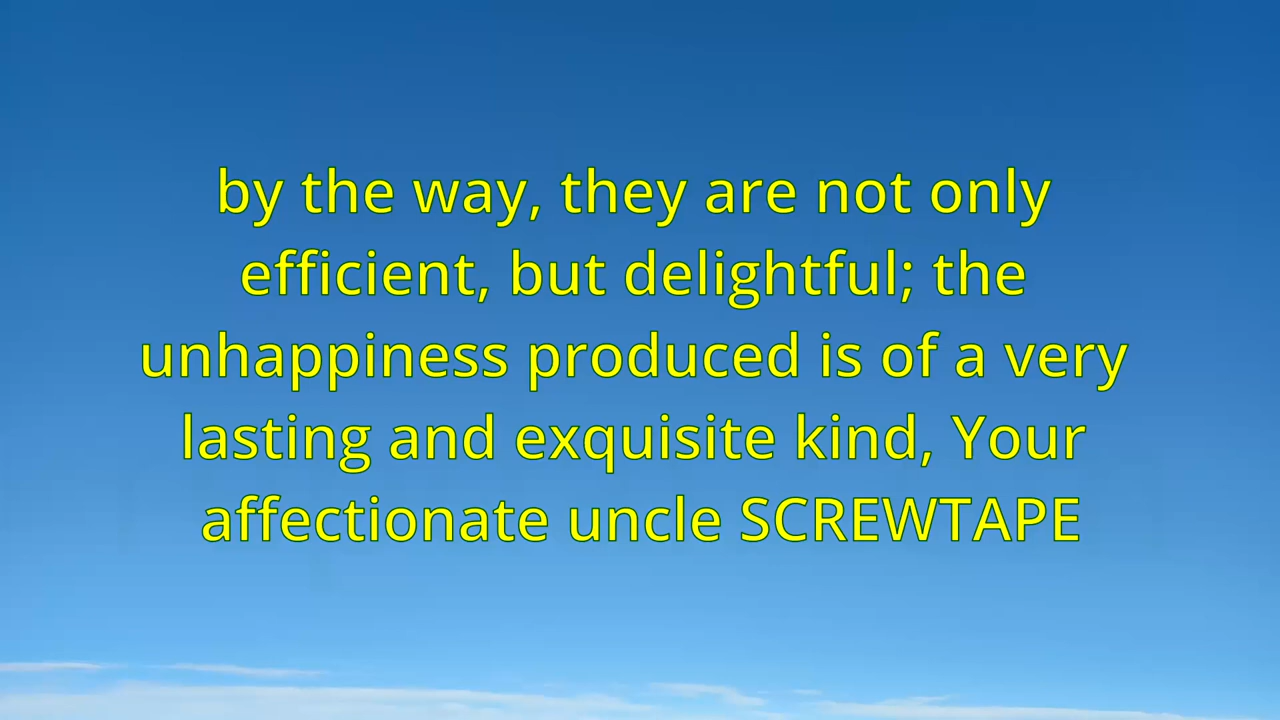 by the way, they are not only
efficient, but delightful; the
unhappiness produced is of a very
lasting and exquisite kind, Your
affectionate uncle SCREWTAPE